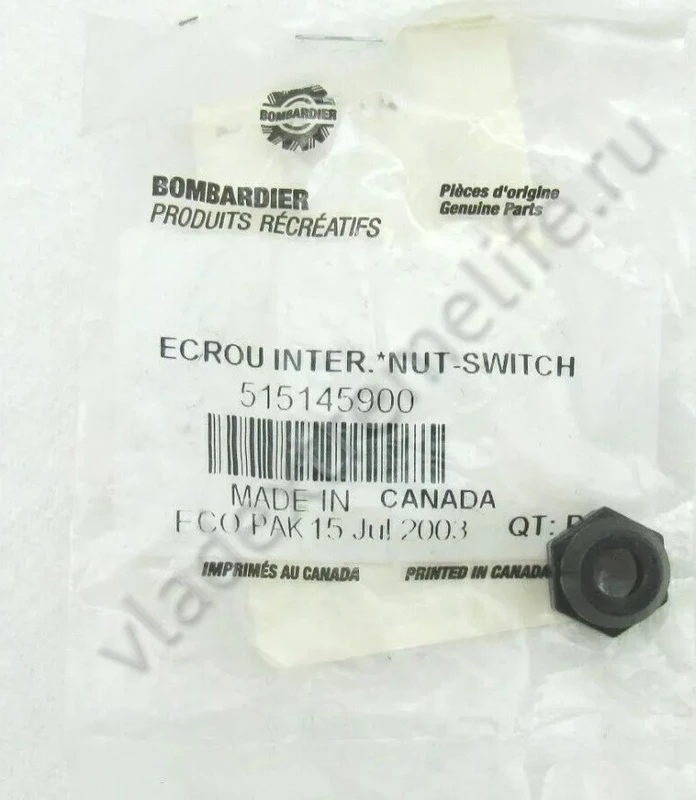 BOMBARDIER
BOMBARDIER
PRODUITS RÉCRÉATIFS
Pièces d'origine
Genuine Parts
ECROU INTER.*NUT-SWITCH
515145900
MADE IN CANADA
ECO PAK 15 Jul 2003 QT:
IMPRIMÉS AU CANADA PRINTED IN CANADA